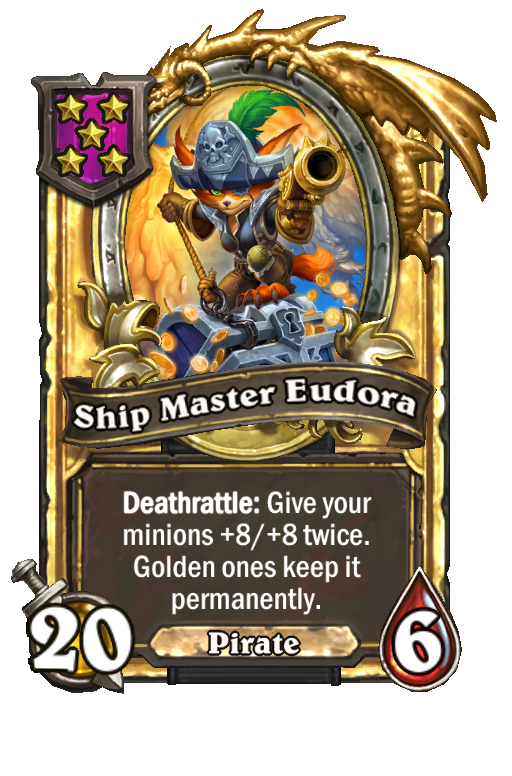 Ship Master Eudora
Deathrattle: Give your
minions +8/+8 twice.
Golden ones keep it
permanently.
20
Pirate
6